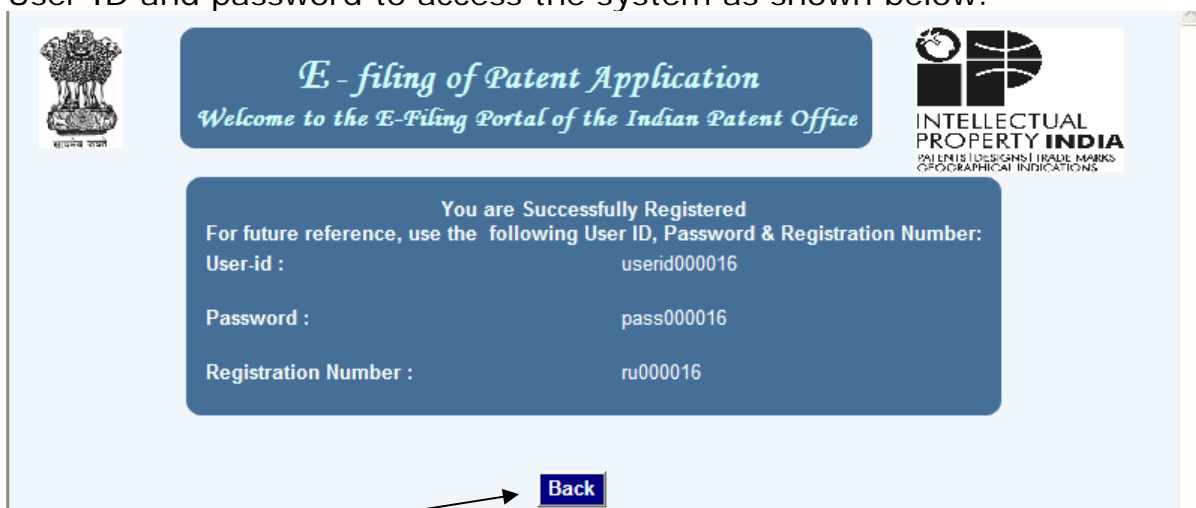 User ID and password to access the system as shown below:
E - filing of Patent Application
Welcome to the E-Filing Portal of the Indian Patent Office
सत्यमेव जयते
INTELLECTUAL
PROPERTY INDIA
PATENTS | DESIGNS | TRADE MARKS
GEOGRAPHICAL INDICATIONS
You are Successfully Registered
For future reference, use the following User ID, Password & Registration Number:
User-id : userid000016
Password : pass000016
Registration Number : ru000016
Back